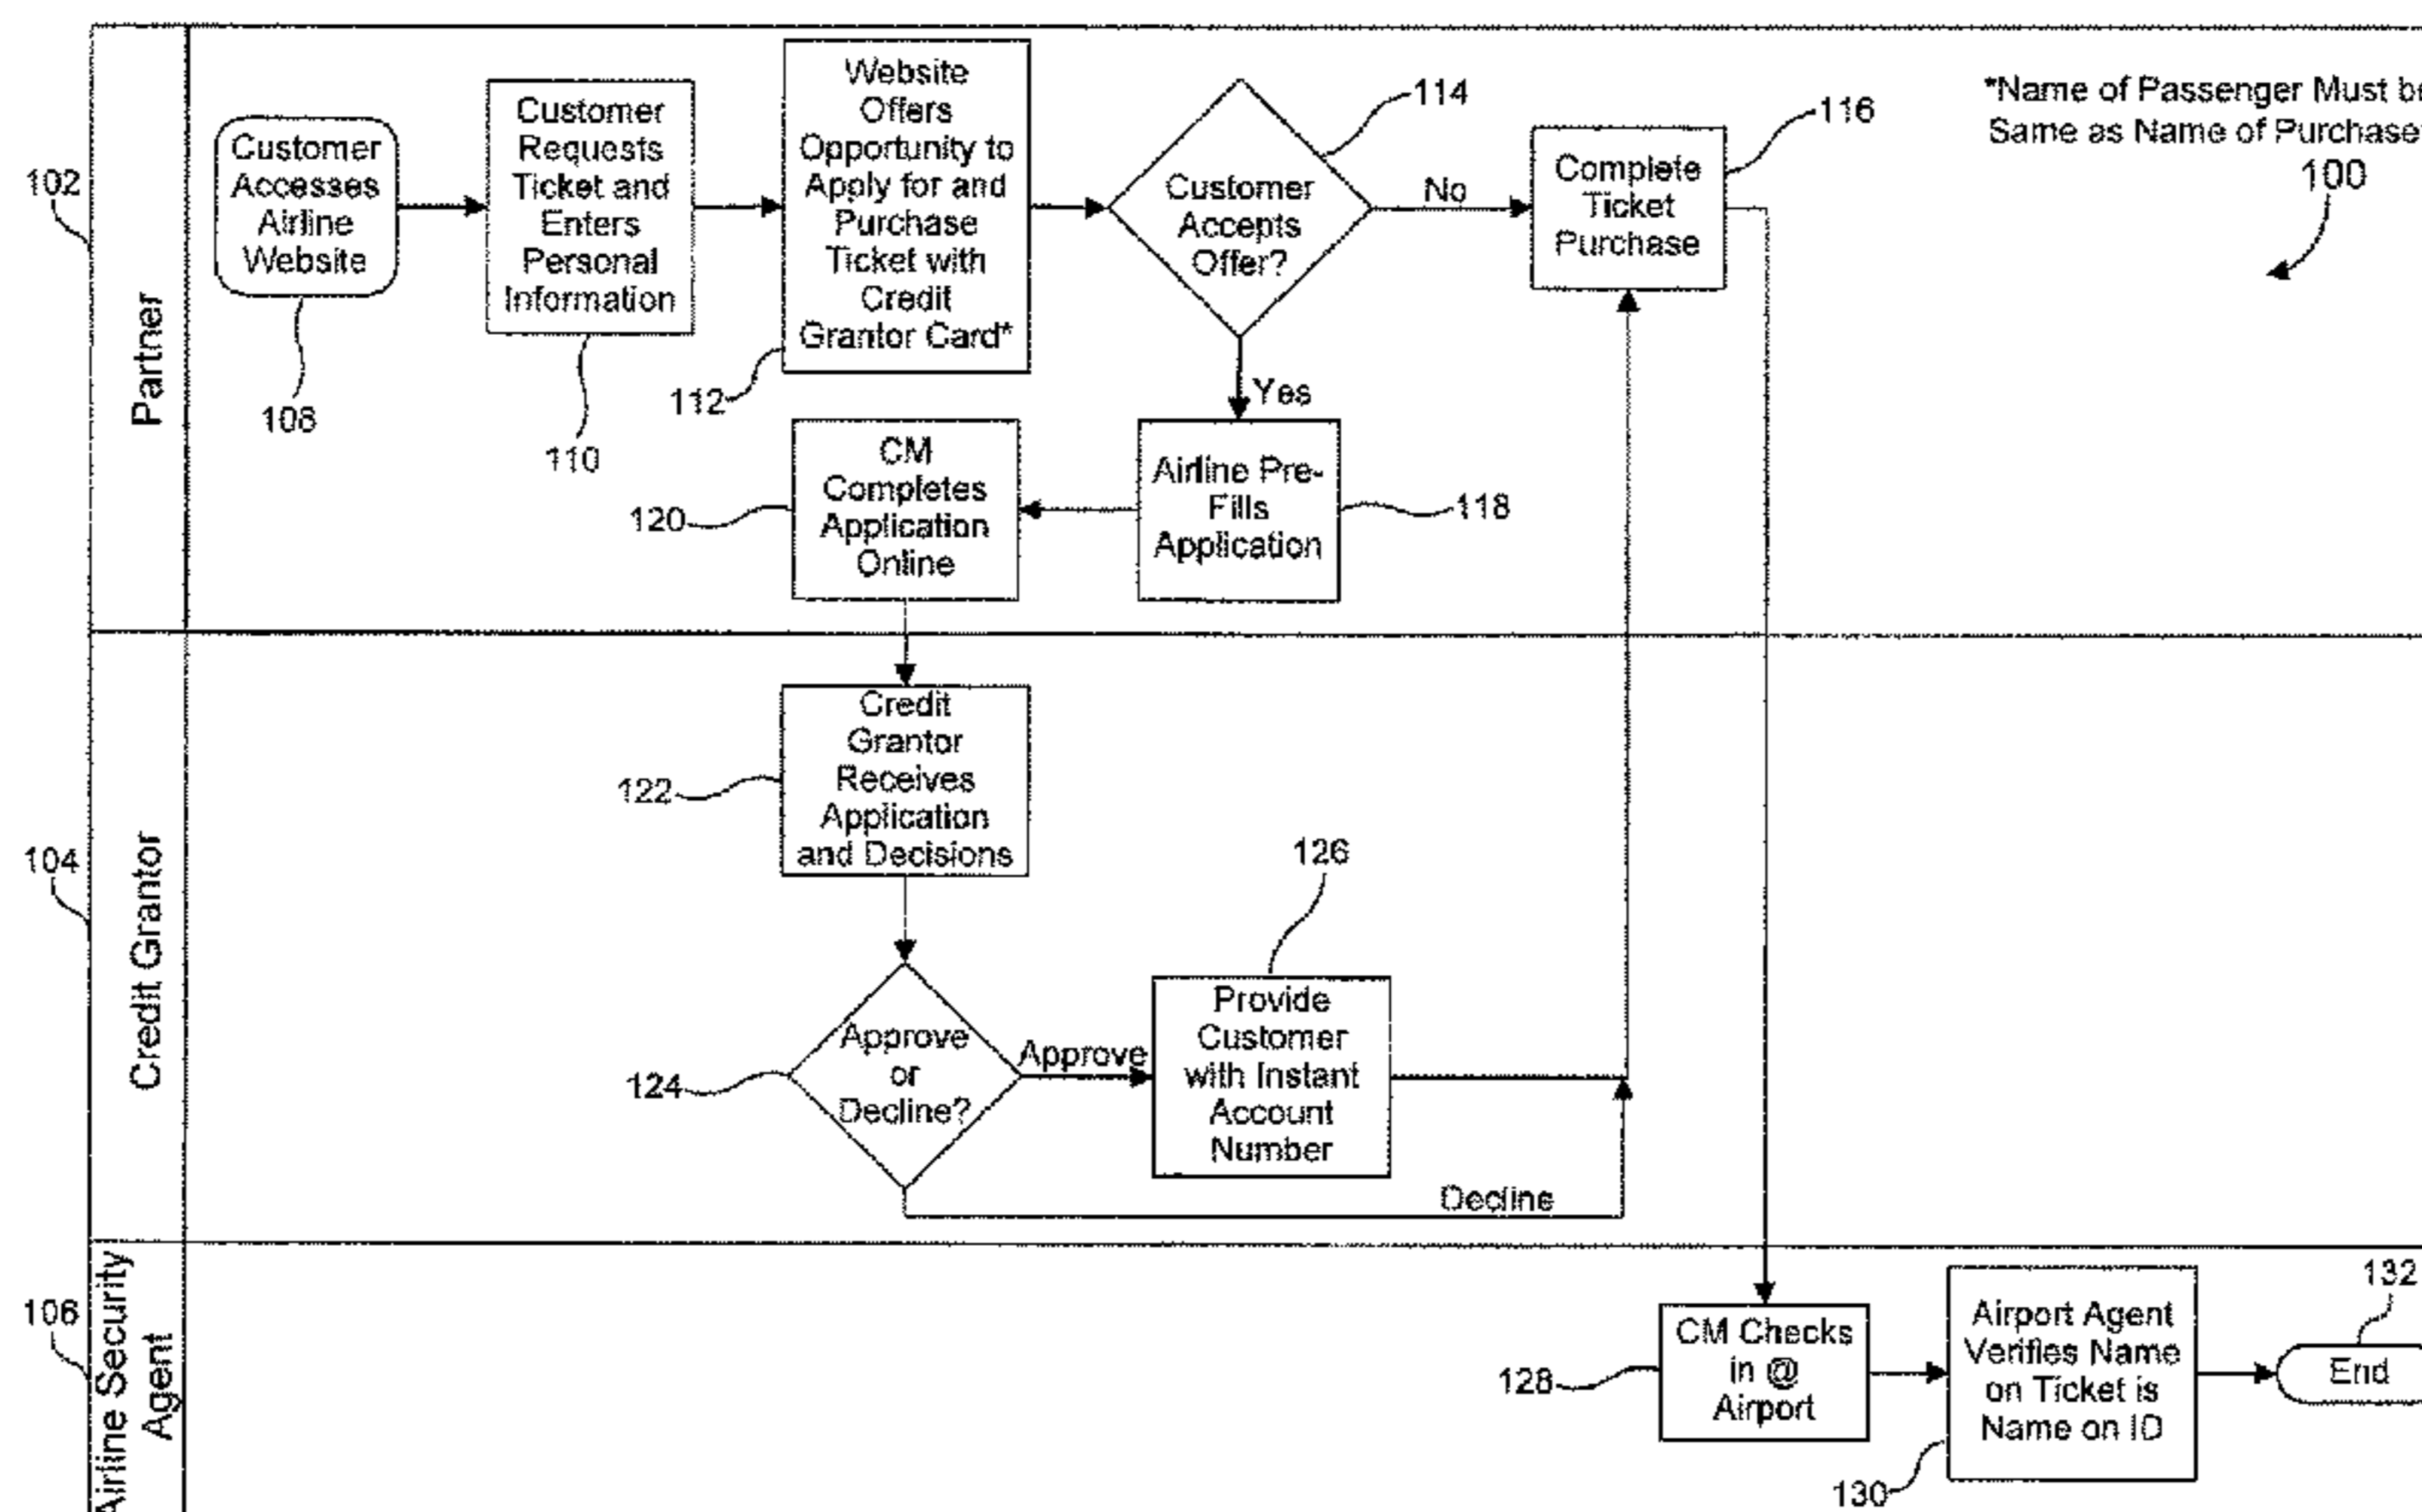 102
Partner
Customer
Accesses
Airline
Website
108
Customer
Requests
Ticket and
Enters
Personal
Information
110
Website
Offers
Opportunity to
Apply for and
Purchase
Ticket with
Credit
Grantor Card*
112
Customer
Accepts
Offer?
114
No
Yes
Complete
Ticket
Purchase
116
*Name of Passenger Must be
Same as Name of Purchase
100
Airline Pre-
Fills
Application
118
CM
Completes
Application
Online
120
104
Credit Grantor
Credit
Grantor
Receives
Application
and Decisions
122
Approve
or
Decline?
124
Approve
Decline
Provide
Customer
with Instant
Account
Number
126
106
Airline Security
Agent
CM Checks
in @
Airport
128
Airport Agent
Verifies Name
on Ticket is
Name on ID
130
End
132